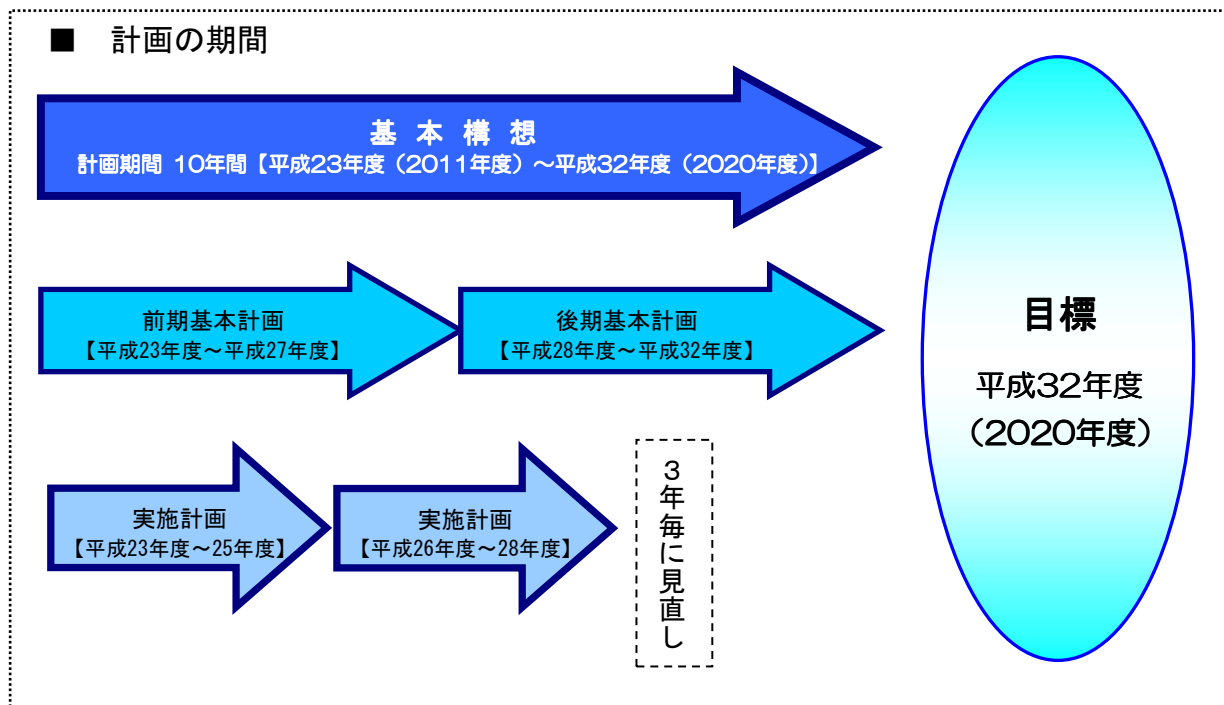 ■　計画の期間
基 本 構 想
計画期間 10年間【平成23年度（2011年度）～平成32年度（2020年度）】
前期基本計画
【平成23年度～平成27年度】
後期基本計画
【平成28年度～平成32年度】
目標
平成32年度
（2020年度）
実施計画
【平成23年度～25年度】
実施計画
【平成26年度～28年度】
３年毎に見直し